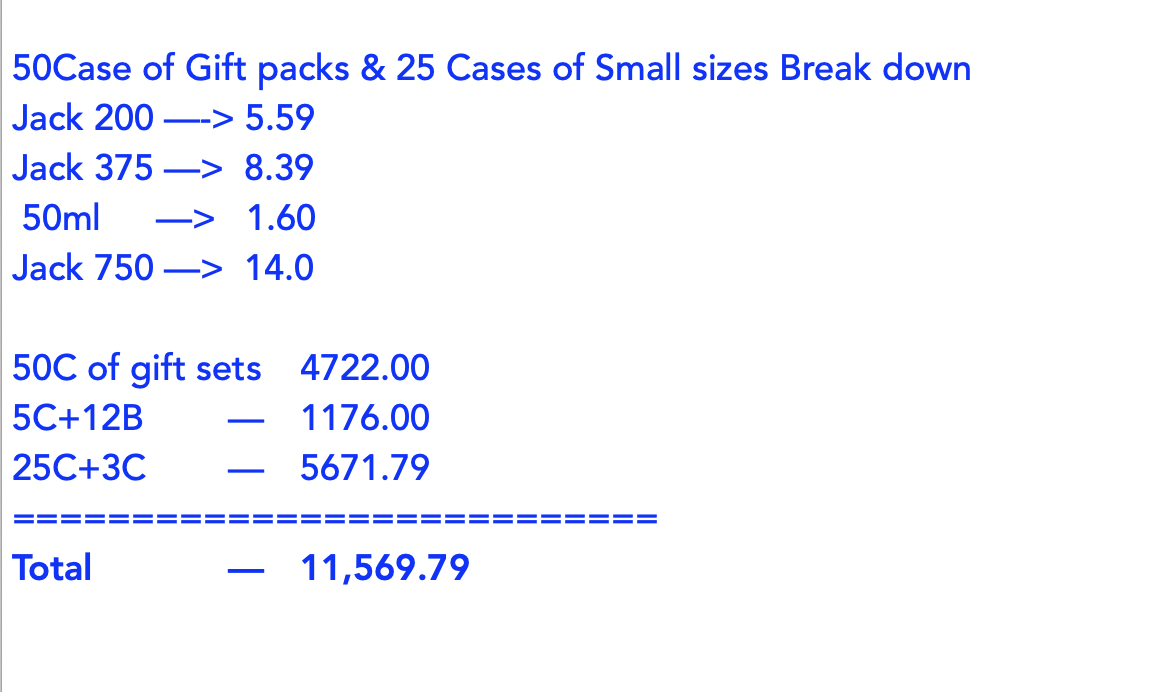 50Case of Gift packs & 25 Cases of Small sizes Break down
Jack 200 —-> 5.59
Jack 375 —> 8.39
50ml —> 1.60
Jack 750 —> 14.0
50C of gift sets 4722.00
5C+12B — 1176.00
25C+3C — 5671.79
===========================
Total — 11,569.79